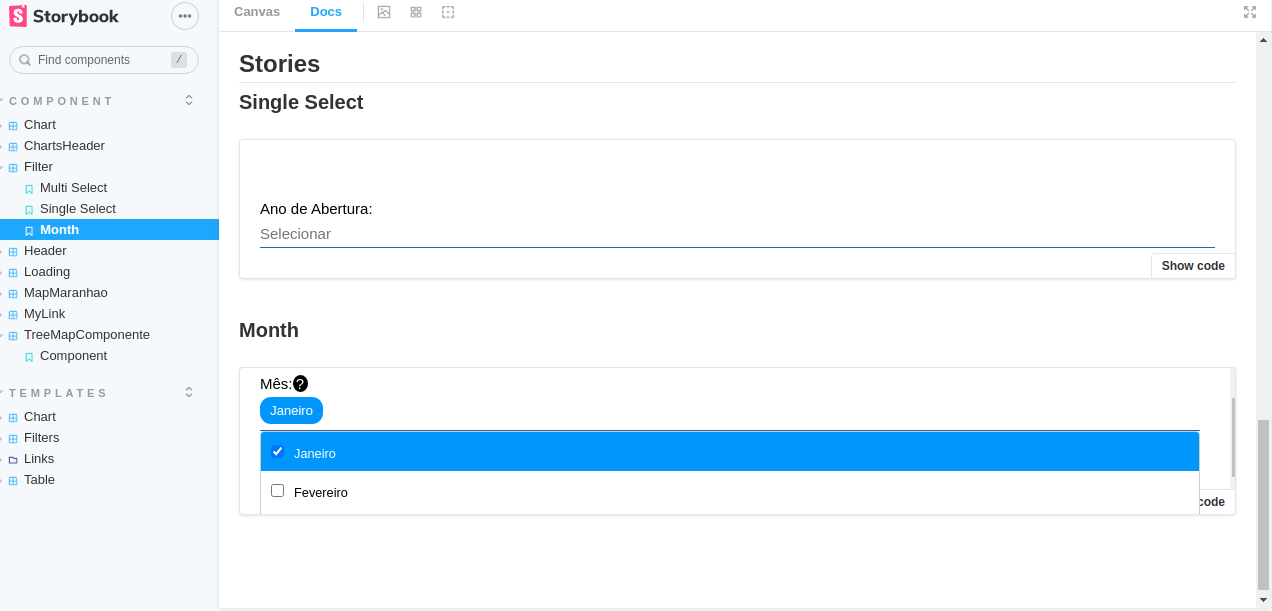 Storybook
Find components
/
COMPONENT
Chart
ChartsHeader
Filter
Multi Select
Single Select
Month
Header
Loading
MapMaranhao
MyLink
TreeMapComponente
Component
TEMPLATES
Chart
Filters
Links
Table
Canvas
Docs
Stories
Single Select
Ano de Abertura:
Selecionar
Show code
Month
Mês:?
Janeiro
Janeiro
Fevereiro
code